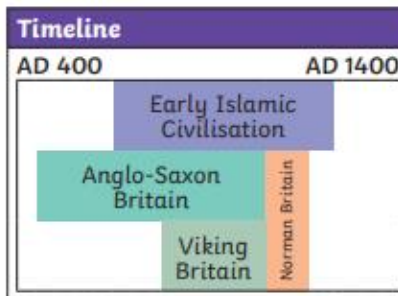 Timeline
AD 400 AD 1400
Early Islamic
Civilisation
Anglo-Saxon
Britain
Norman Britain
Viking
Britain